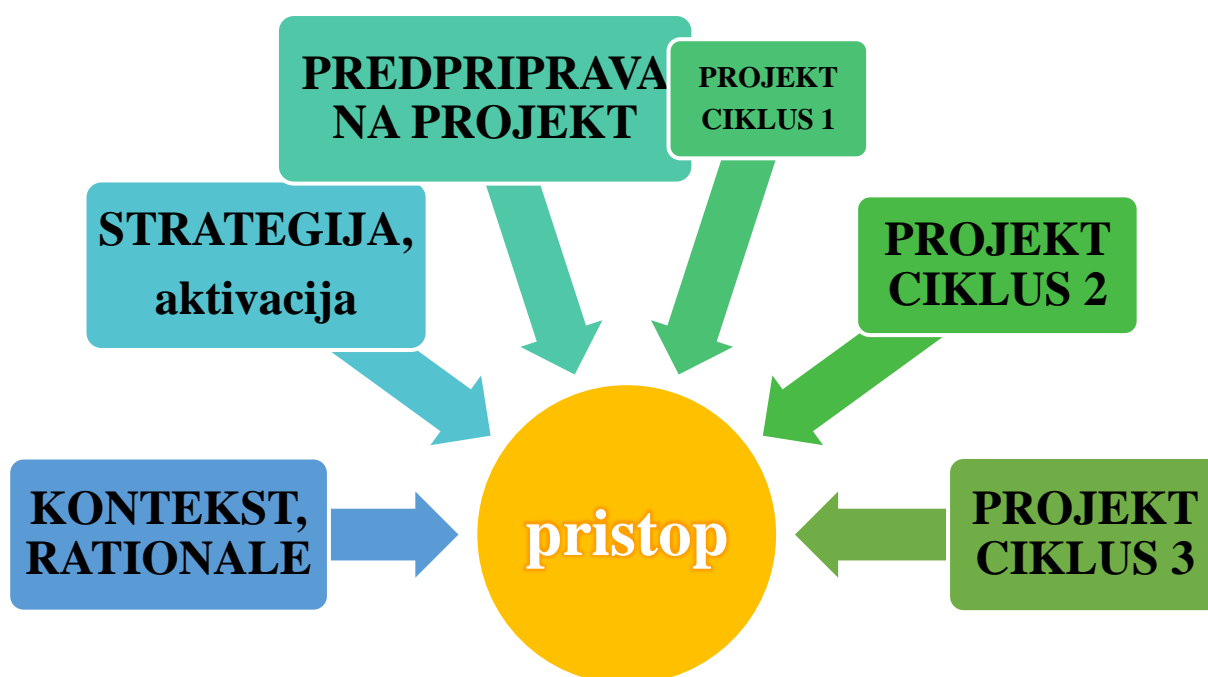 PREDPRIPRAVA
NA PROJEKT
PROJEKT
CIKLUS 1
STRATEGIJA,
aktivacija
PROJEKT
CIKLUS 2
KONTEKST,
RATIONALE
pristop
PROJEKT
CIKLUS 3